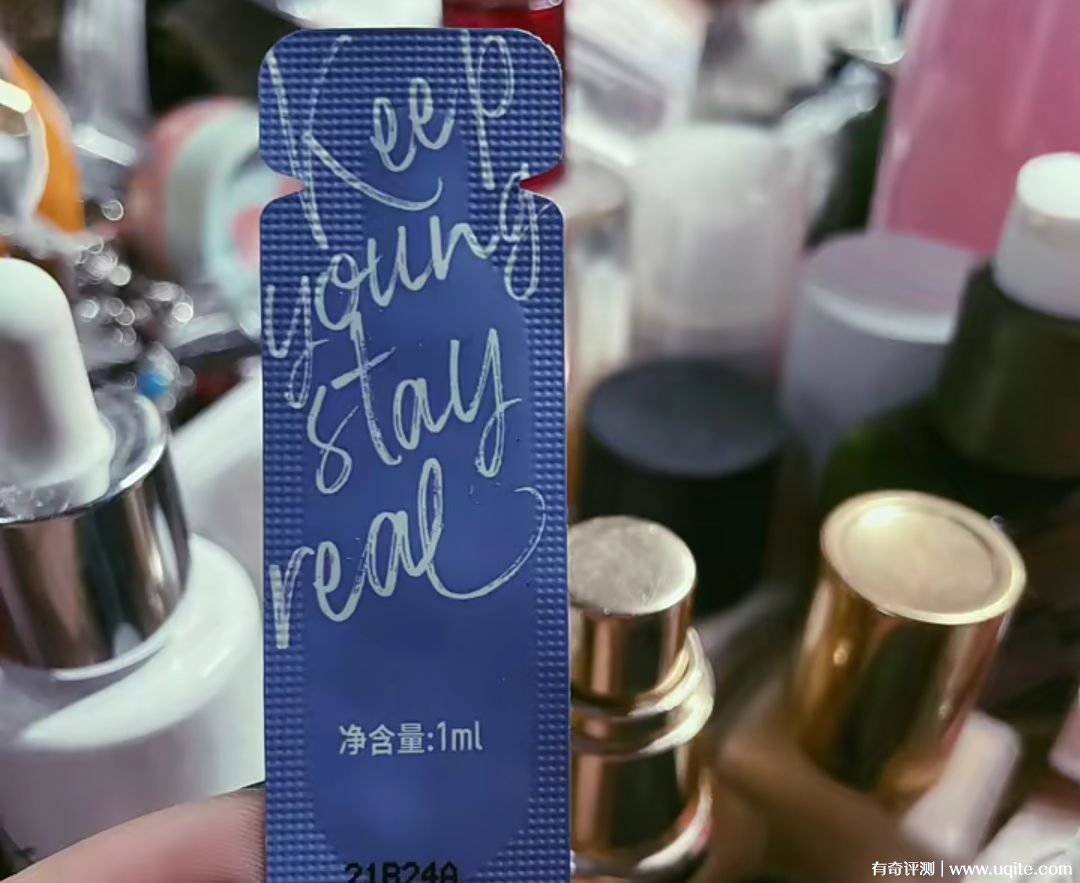 Keep
young
stay
real
净含量:1ml
21B24A
有奇评测 | www.uqite.com